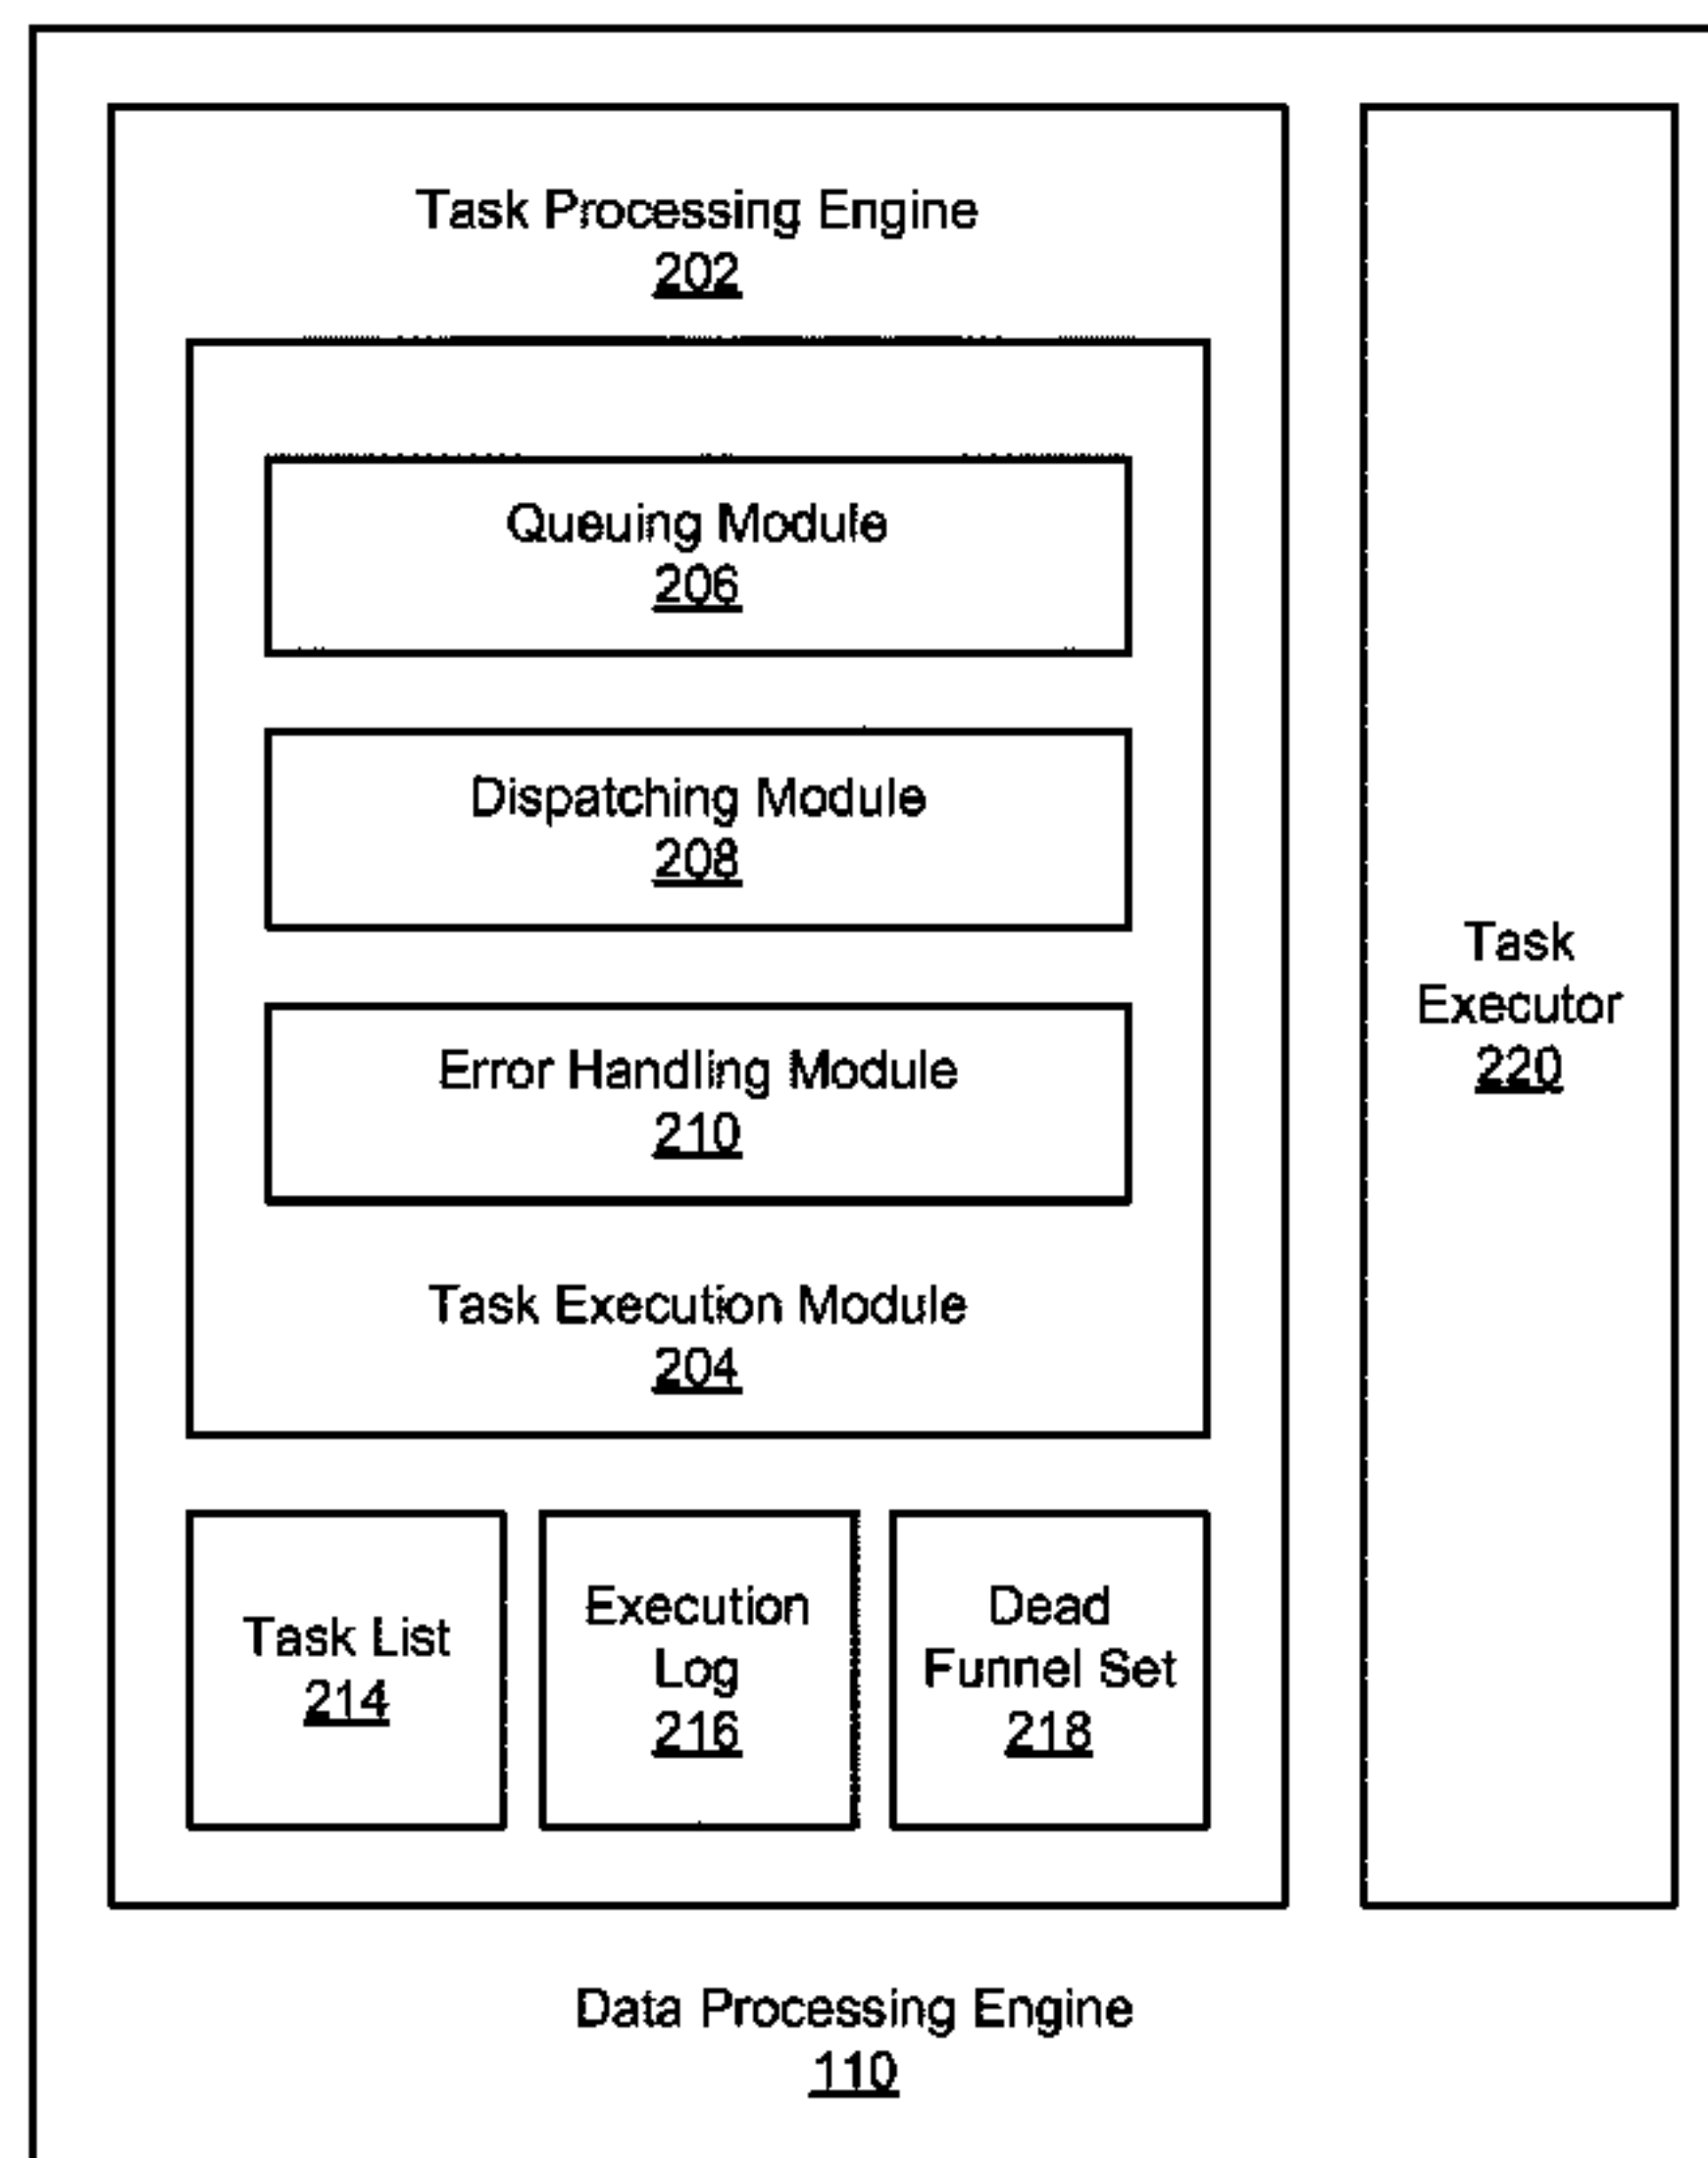 Task Processing Engine
202
Queuing Module
206
Dispatching Module
208
Error Handling Module
210
Task Execution Module
204
Task List
214
Execution
Log
216
Dead
Funnel Set
218
Task
Executor
220
Data Processing Engine
110